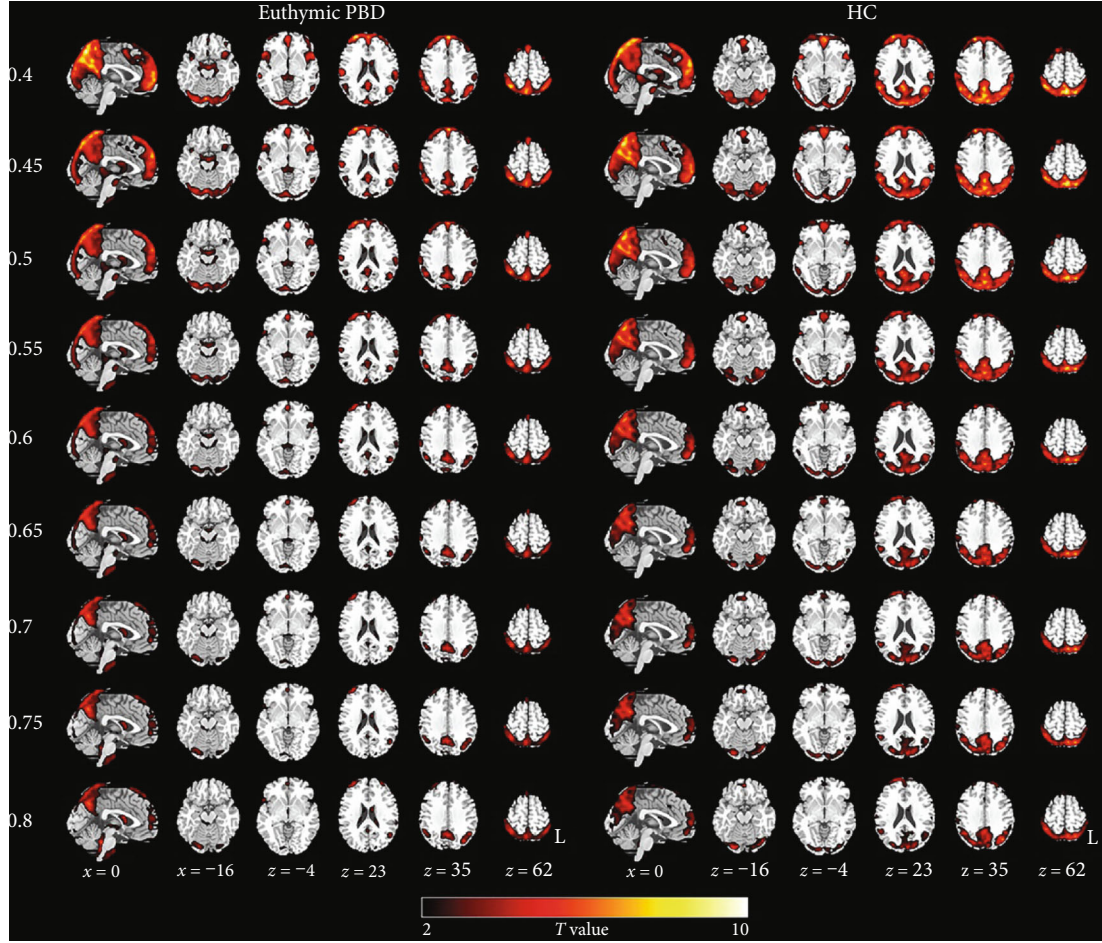 Euthymic PBD HC
0.4
0.45
0.5
0.55
0.6
0.65
0.7
0.75
0.8
L L
x = 0 x = −16 z = −4 z = 23 z = 35 z = 62 x = 0 z = −16 z = −4 z = 23 z = 35 z = 62
2 T value 10